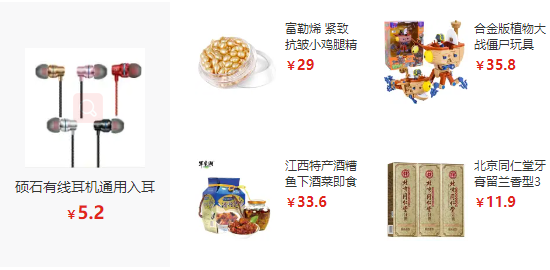 硕石有线耳机通用入耳
￥5.2
富勒烯 紧致
抗皱小鸡腿精
￥29
合金版植物大
战僵尸玩具
￥35.8
江西特产酒糟
鱼下酒菜即食
￥33.6
北京同仁堂牙
膏留兰香型3
￥11.9